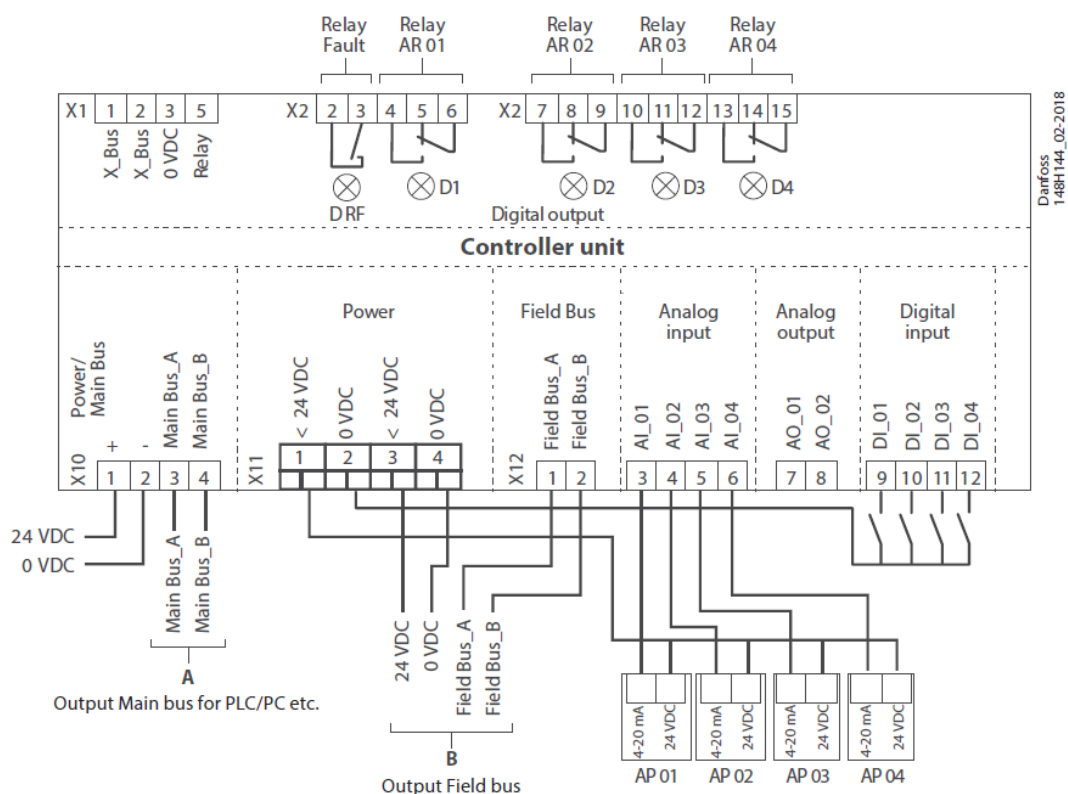 Relay Fault
Relay AR 01
Relay AR 02
Relay AR 03
Relay AR 04
X1 1 2 3 5
X2 2 3 4 5 6
X2 7 8 9 10 11 12 13 14 15
X_Bus
X_Bus
0 VDC
Relay
D RF
D1
D2
D3
D4
Digital output
Danfoss
148H144_02-2018
Controller unit
Power/
Main Bus
+
-
Main Bus_A
Main Bus_B
X10 1 2 3 4
Power
< 24 VDC
0 VDC
< 24 VDC
0 VDC
X11 1 2 3 4
Field Bus
Field Bus_A
Field Bus_B
X12 1 2
Analog
input
AI_01
AI_02
AI_03
AI_04
3 4 5 6
Analog
output
AO_01
AO_02
7 8
Digital
input
DI_01
DI_02
DI_03
DI_04
9 10 11 12
24 VDC
0 VDC
Main Bus_A
Main Bus_B
A
Output Main bus for PLC/PC etc.
24 VDC
0 VDC
Field Bus_A
Field Bus_B
B
Output Field bus
4-20 mA
24 VDC
AP 01
4-20 mA
24 VDC
AP 02
4-20 mA
24 VDC
AP 03
4-20 mA
24 VDC
AP 04